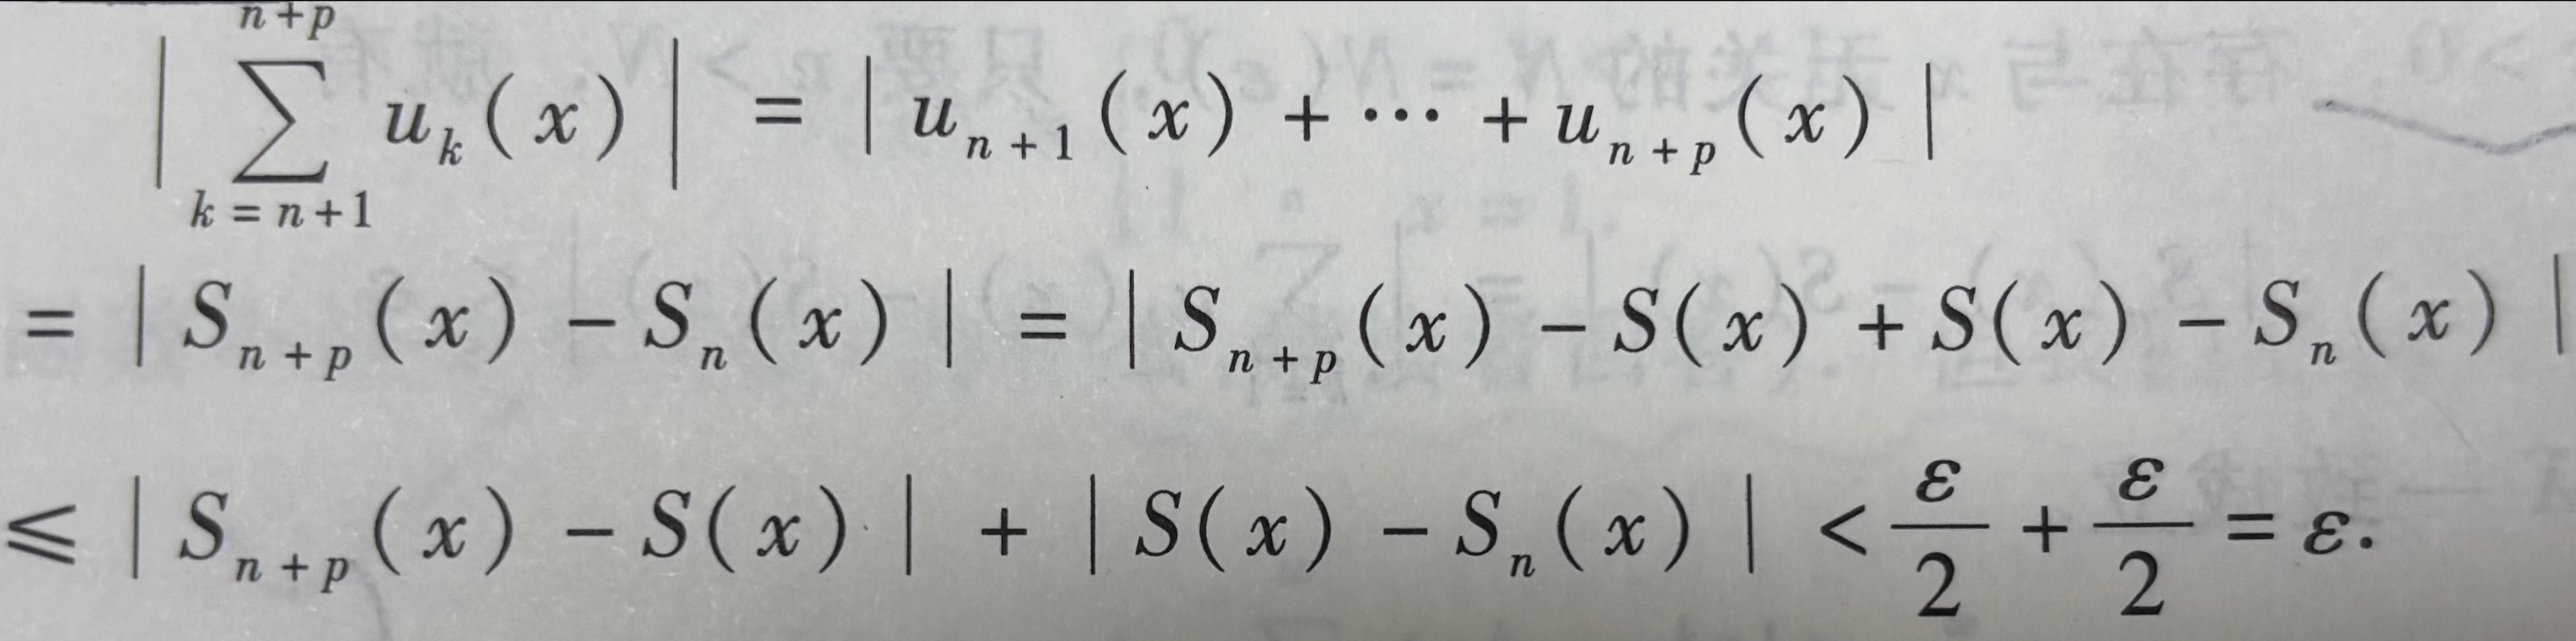 | ∑_{k=n+1}^{n+p} u_k(x) | = | u_{n+1}(x) + ⋯ + u_{n+p}(x) |
= | S_{n+p}(x) − S_n(x) | = | S_{n+p}(x) − S(x) + S(x) − S_n(x) |
⩽ | S_{n+p}(x) − S(x) | + | S(x) − S_n(x) | < ε/2 + ε/2 = ε.